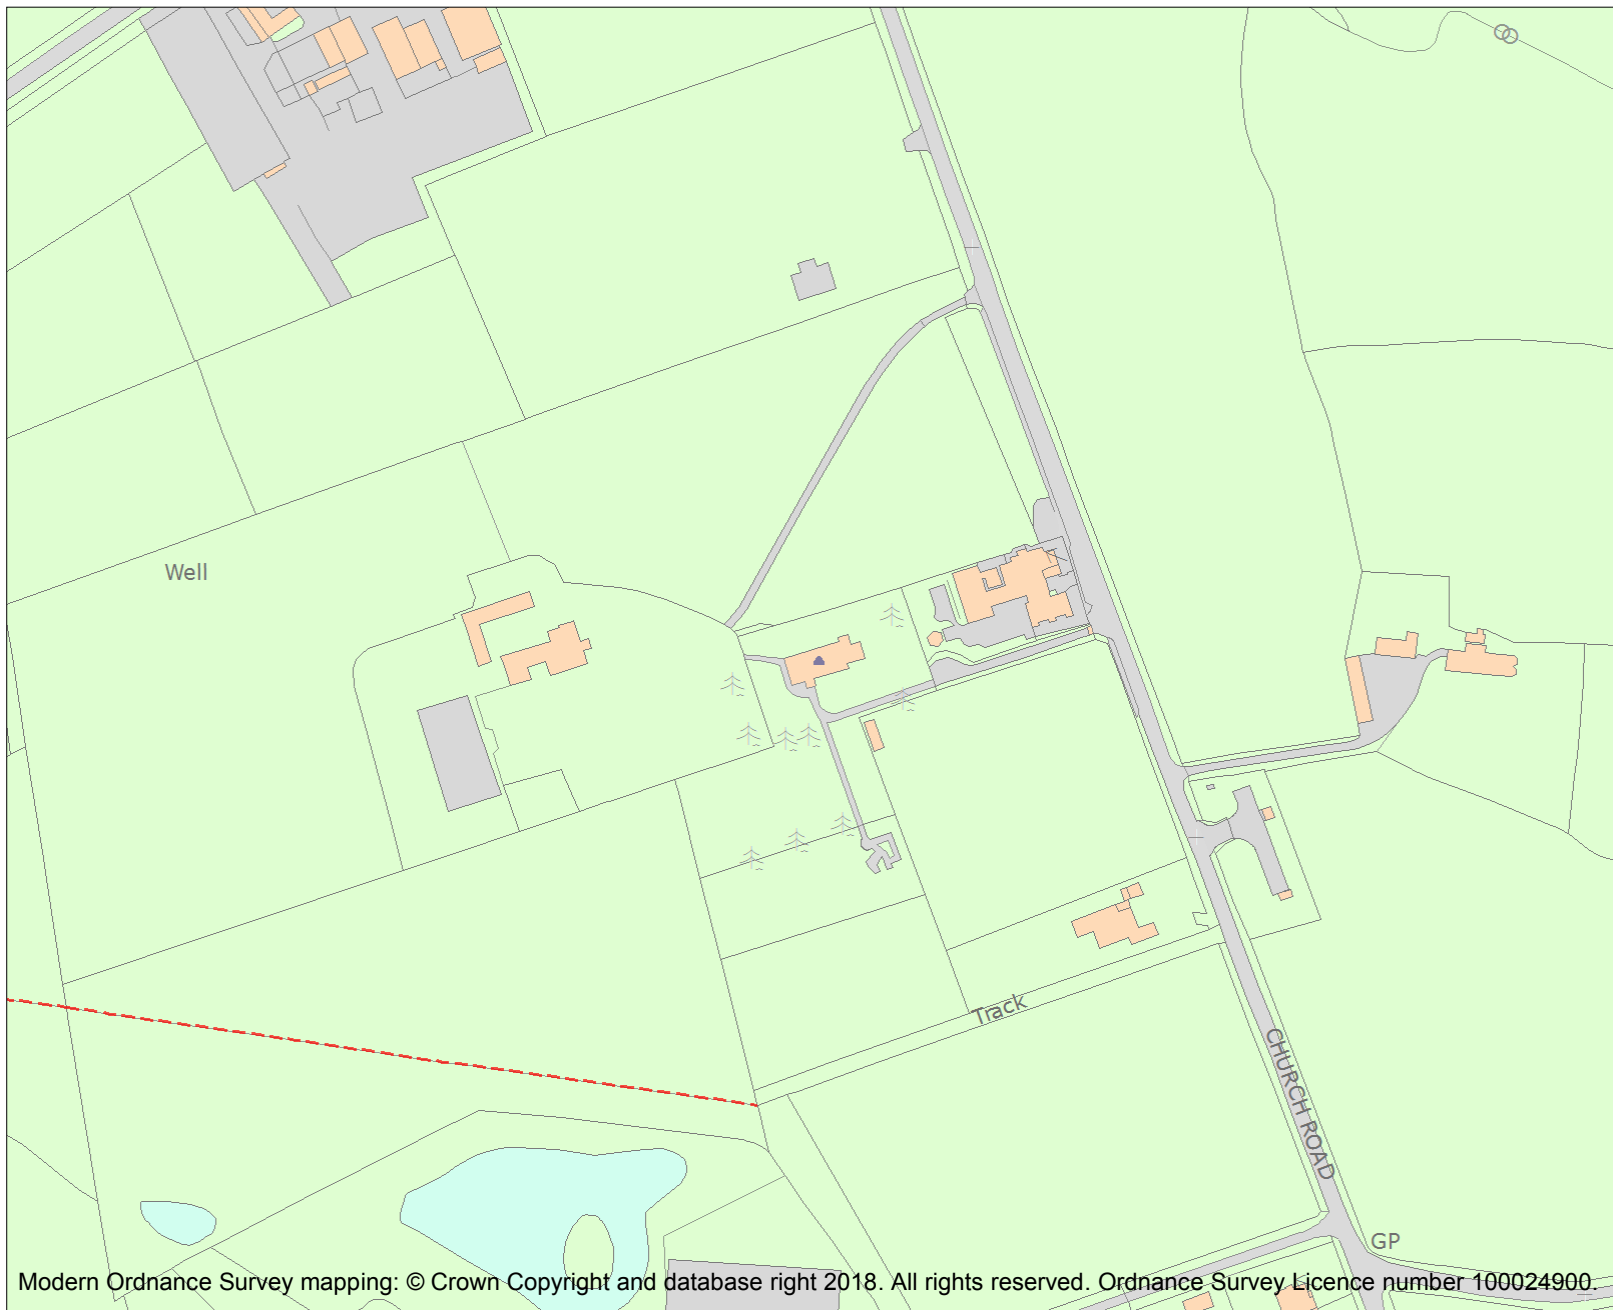 Well
Track
CHURCH ROAD
GP
Modern Ordnance Survey mapping: © Crown Copyright and database right 2018. All rights reserved. Ordnance Survey Licence number 100024900.